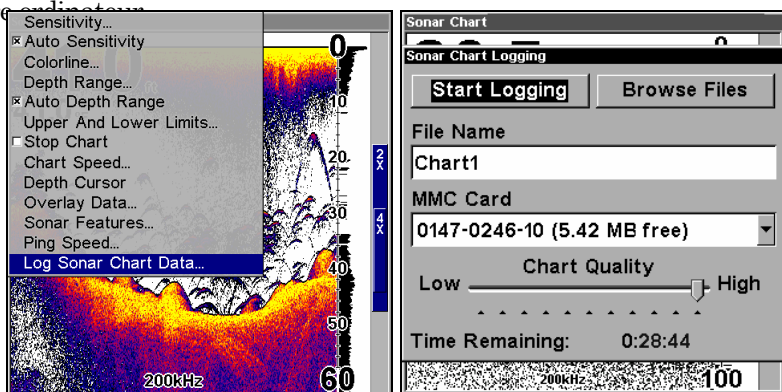 e ordinateur
Sensitivity...
Auto Sensitivity
Colorline...
Depth Range...
Auto Depth Range
Upper And Lower Limits...
Stop Chart
Chart Speed...
Depth Cursor
Overlay Data...
Sonar Features...
Ping Speed...
Log Sonar Chart Data...
0
10
20
30
40
50
60
2X
4X
200kHz
Sonar Chart
Sonar Chart Logging
Start Logging
Browse Files
File Name
Chart1
MMC Card
0147-0246-10 (5.42 MB free)
Chart Quality
Low
High
Time Remaining: 0:28:44
200kHz
100